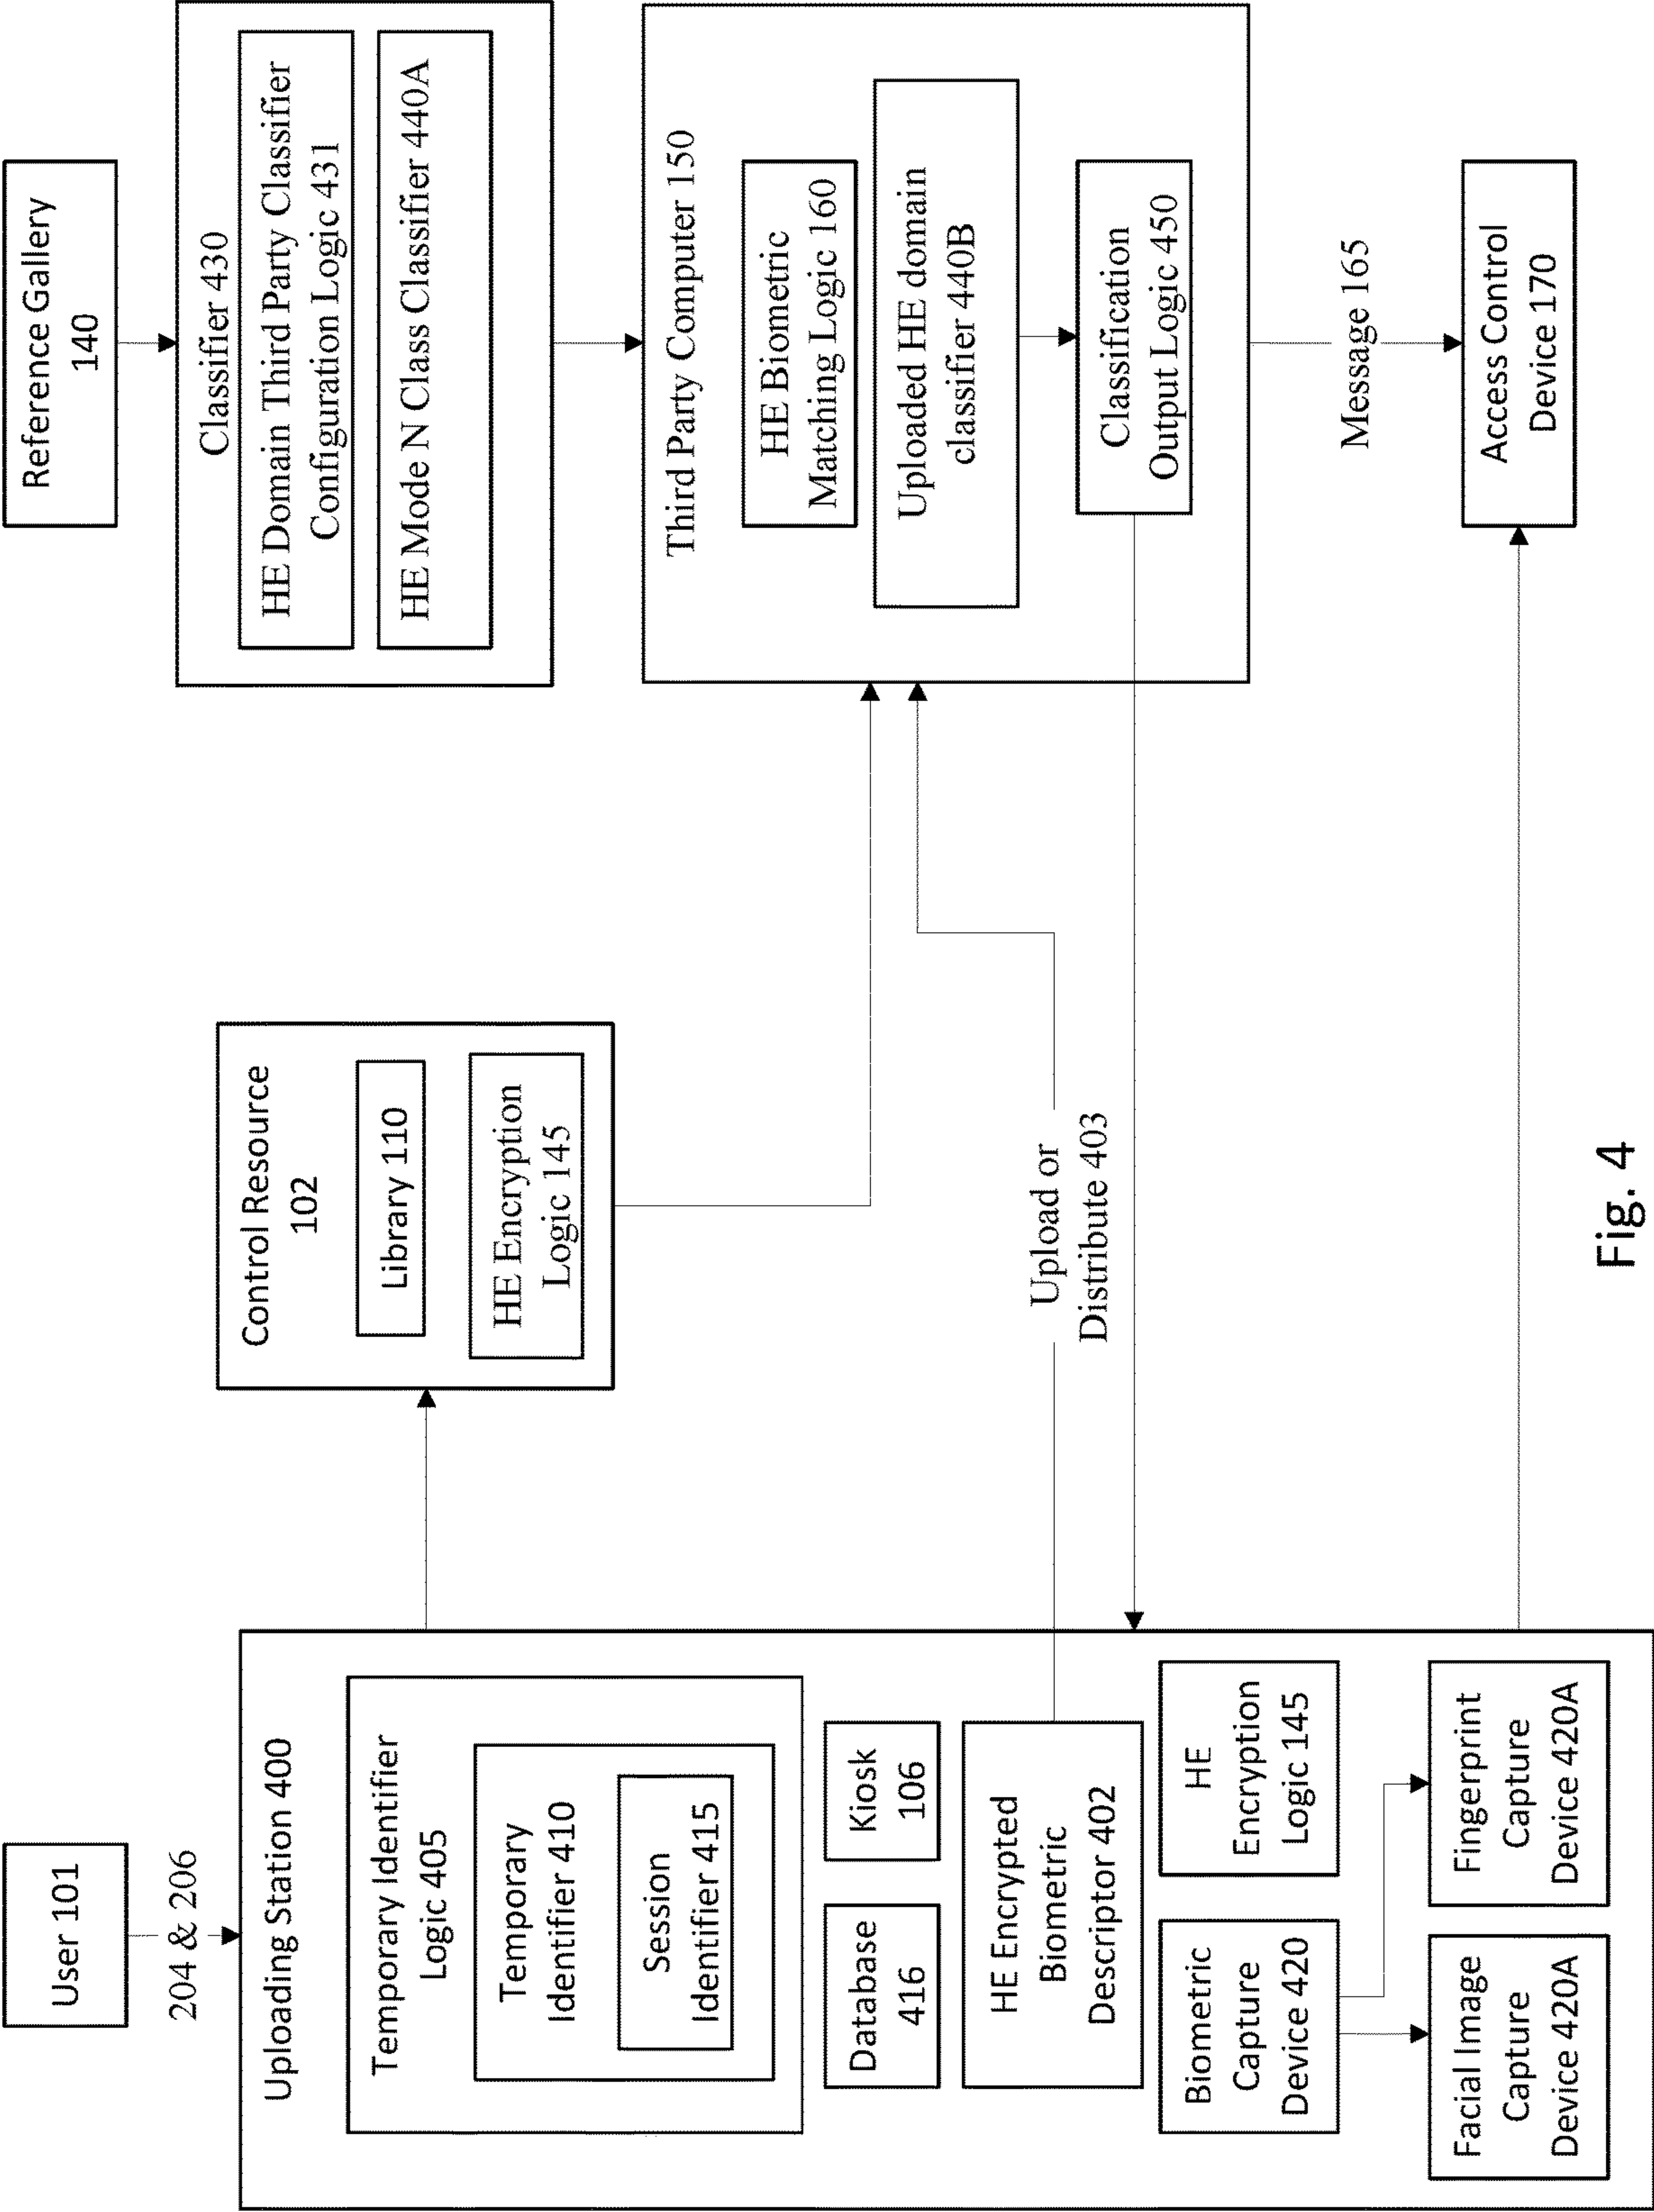 User 101
204 & 206
Uploading Station 400
Temporary Identifier
Logic 405
Temporary
Identifier 410
Session
Identifier 415
Database
416
Kiosk
106
HE Encrypted
Biometric
Descriptor 402
Biometric
Capture
Device 420
HE
Encryption
Logic 145
Facial Image
Capture
Device 420A
Fingerprint
Capture
Device 420A
Control Resource
102
Library 110
HE Encryption
Logic 145
Upload or
Distribute 403
Reference Gallery
140
Classifier 430
HE Domain Third Party Classifier
Configuration Logic 431
HE Mode N Class Classifier 440A
Third Party Computer 150
HE Biometric
Matching Logic 160
Uploaded HE domain
classifier 440B
Classification
Output Logic 450
Message 165
Access Control
Device 170
Fig. 4